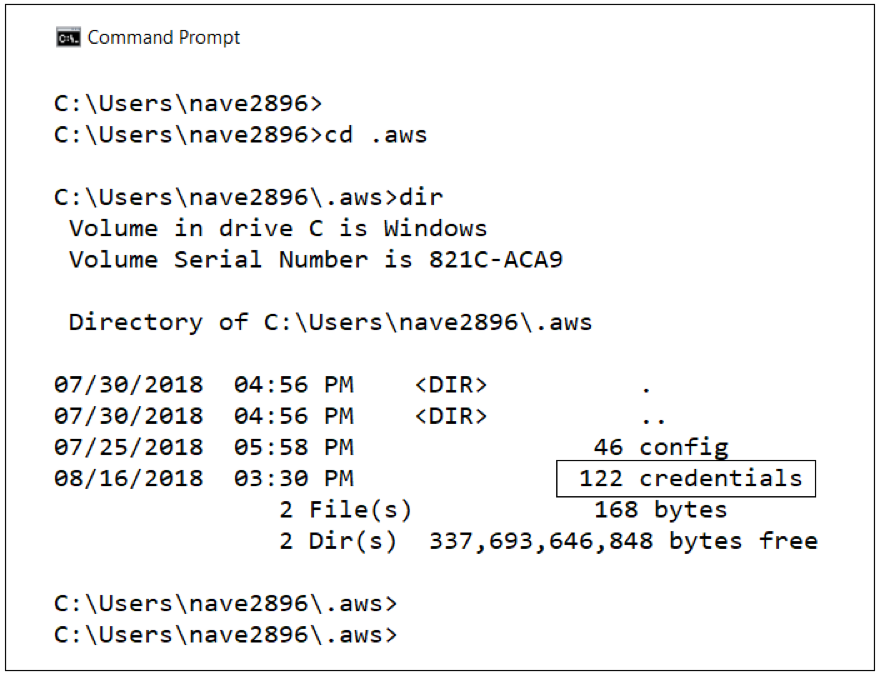 Command Prompt
C:\Users\nave2896>
C:\Users\nave2896>cd .aws
C:\Users\nave2896\.aws>dir
 Volume in drive C is Windows
 Volume Serial Number is 821C-ACA9
 Directory of C:\Users\nave2896\.aws
07/30/2018  04:56 PM    <DIR>          .
07/30/2018  04:56 PM    <DIR>          ..
07/25/2018  05:58 PM                46 config
08/16/2018  03:30 PM               122 credentials
               2 File(s)            168 bytes
               2 Dir(s)  337,693,646,848 bytes free
C:\Users\nave2896\.aws>
C:\Users\nave2896\.aws>